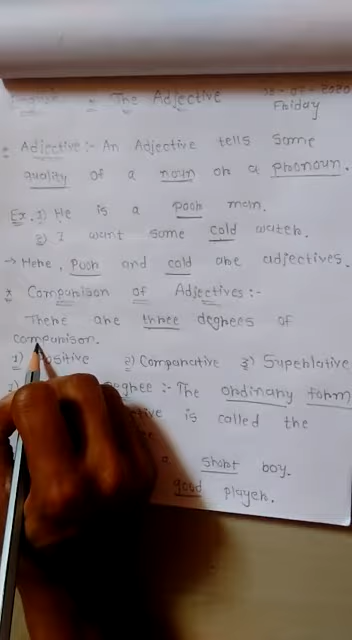 English = The Adjective
Friday
= Adjective :- An Adjective tells some
quality of a noun or a pronoun.
Ex. 1) He is a poor man.
2) I want some cold water.
→ Here, Poor and cold are adjectives.
* Comparison of Adjectives :-
There are three degrees of
comparison.
1) Positive 2) Comparative 3) Superlative
1) Degree :- The ordinary form
is called the
a short boy.
good player.